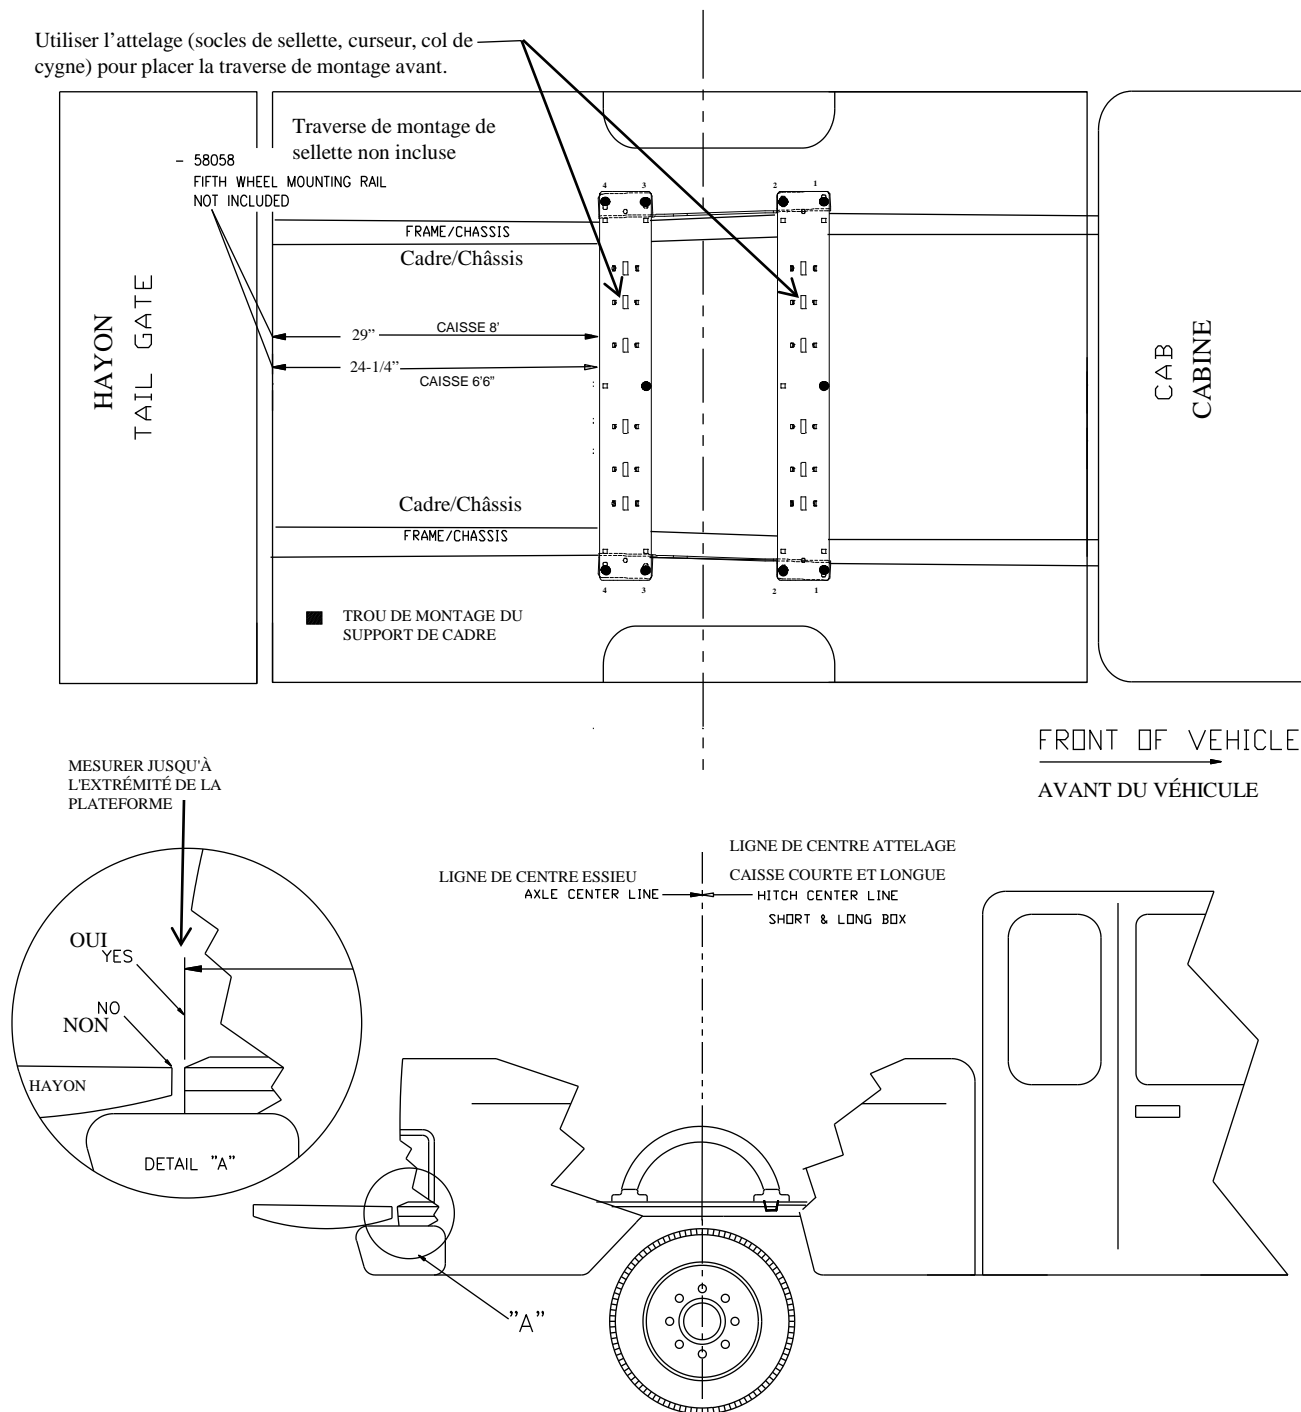 Utiliser l’attelage (socles de sellette, curseur, col de
cygne) pour placer la traverse de montage avant.
Traverse de montage de
sellette non incluse
- 58058
FIFTH WHEEL MOUNTING RAIL
NOT INCLUDED
4
3
2
1
FRAME/CHASSIS
Cadre/Châssis
HAYON
TAIL GATE
29”
CAISSE 8'
24-1/4”
CAISSE 6'6”
CAB
CABINE
Cadre/Châssis
FRAME/CHASSIS
4
3
2
1
TROU DE MONTAGE DU
SUPPORT DE CADRE
FRONT OF VEHICLE
AVANT DU VÉHICULE
MESURER JUSQU'À
L'EXTRÉMITÉ DE LA
PLATEFORME
LIGNE DE CENTRE ESSIEU
AXLE CENTER LINE
LIGNE DE CENTRE ATTELAGE
CAISSE COURTE ET LONGUE
HITCH CENTER LINE
SHORT & LONG BOX
OUI
YES
NO
NON
HAYON
DETAIL ”A”
”A”